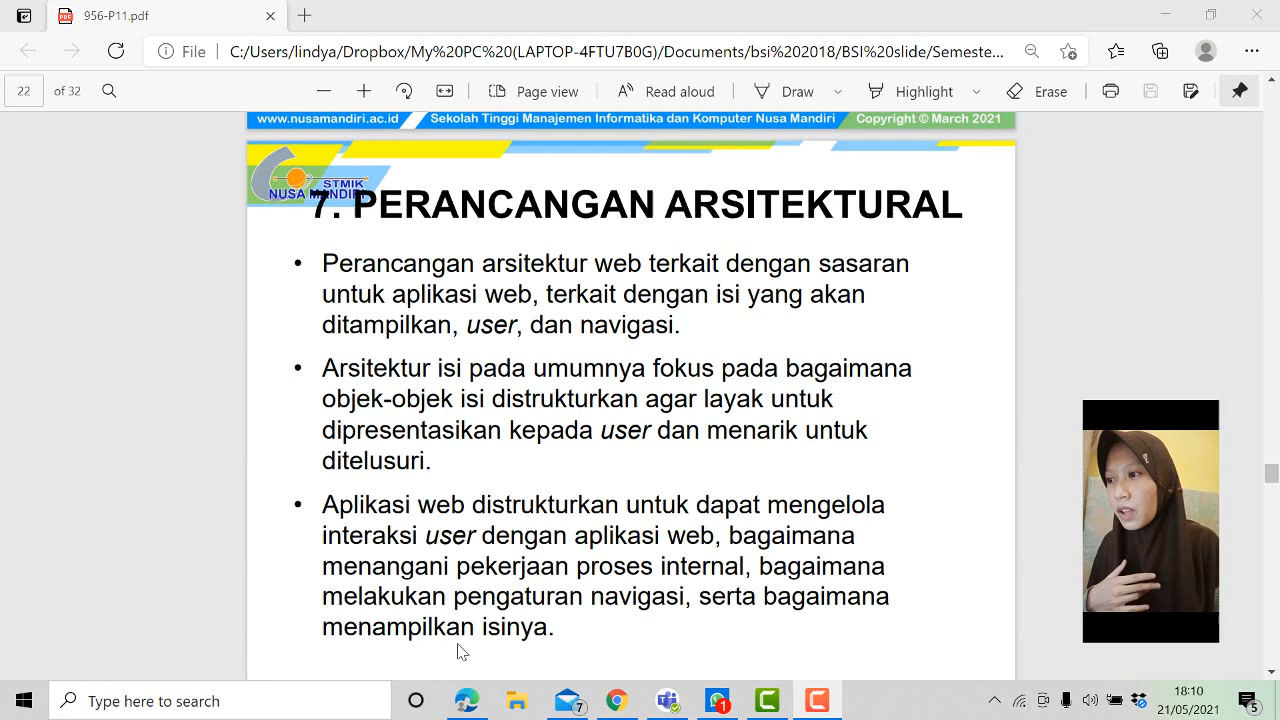 956-P11.pdf
File
C:/Users/lindya/Dropbox/My%20PC%20(LAPTOP-4FTU7B0G)/Documents/bsi%202018/BSI%20slide/Semeste...
22 of 32
Page view
Read aloud
Draw
Highlight
Erase
www.nusamandiri.ac.id
Sekolah Tinggi Manajemen Informatika dan Komputer Nusa Mandiri
Copyright © March 2021
STMIK
NUSA MANDIRI
7. PERANCANGAN ARSITEKTURAL
• Perancangan arsitektur web terkait dengan sasaran
untuk aplikasi web, terkait dengan isi yang akan
ditampilkan, user, dan navigasi.
• Arsitektur isi pada umumnya fokus pada bagaimana
objek-objek isi distrukturkan agar layak untuk
dipresentasikan kepada user dan menarik untuk
ditelusuri.
• Aplikasi web distrukturkan untuk dapat mengelola
interaksi user dengan aplikasi web, bagaimana
menangani pekerjaan proses internal, bagaimana
melakukan pengaturan navigasi, serta bagaimana
menampilkan isinya.
Type here to search
7
1
18:10
21/05/2021
5